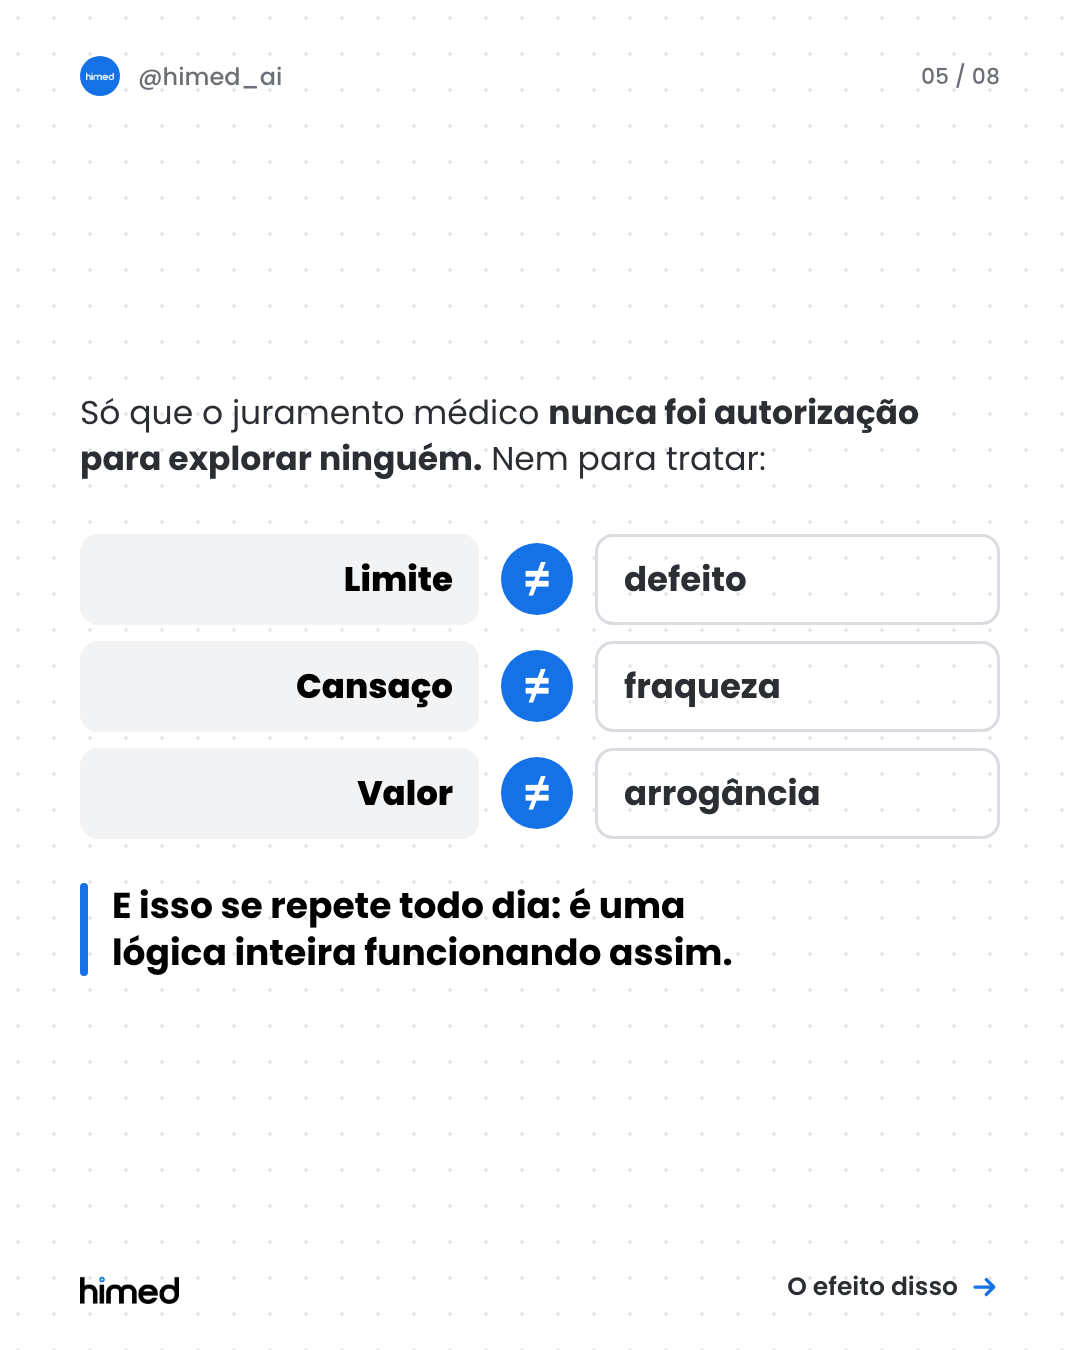 himed
@himed_ai
05 / 08
Só que o juramento médico nunca foi autorização
para explorar ninguém. Nem para tratar:
Limite ≠ defeito
Cansaço ≠ fraqueza
Valor ≠ arrogância
E isso se repete todo dia: é uma
lógica inteira funcionando assim.
himed
O efeito disso →